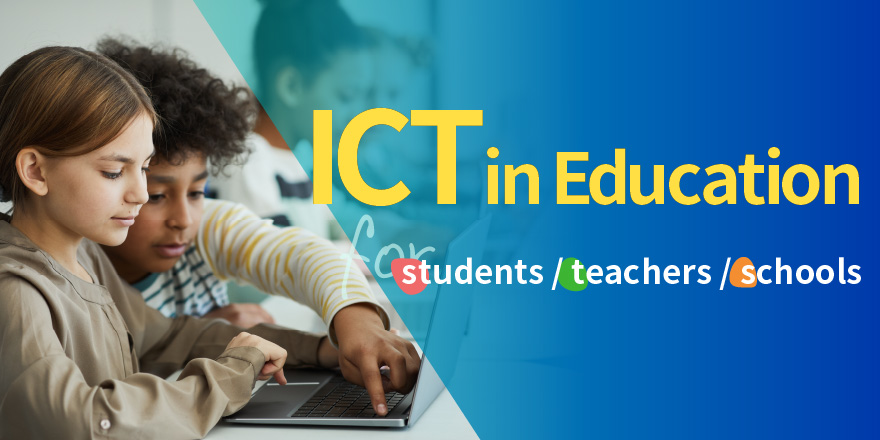 ICT in Education
for
students / teachers / schools